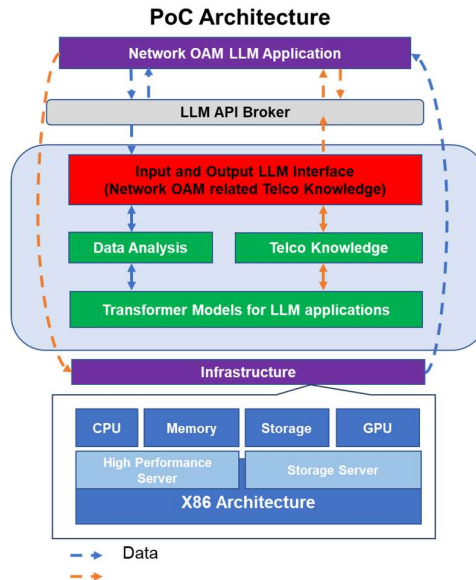 PoC Architecture
Network OAM LLM Application
LLM API Broker
Input and Output LLM Interface
(Network OAM related Telco Knowledge)
Data Analysis
Telco Knowledge
Transformer Models for LLM applications
Infrastructure
CPU
Memory
Storage
GPU
High Performance
Server
Storage Server
X86 Architecture
Data